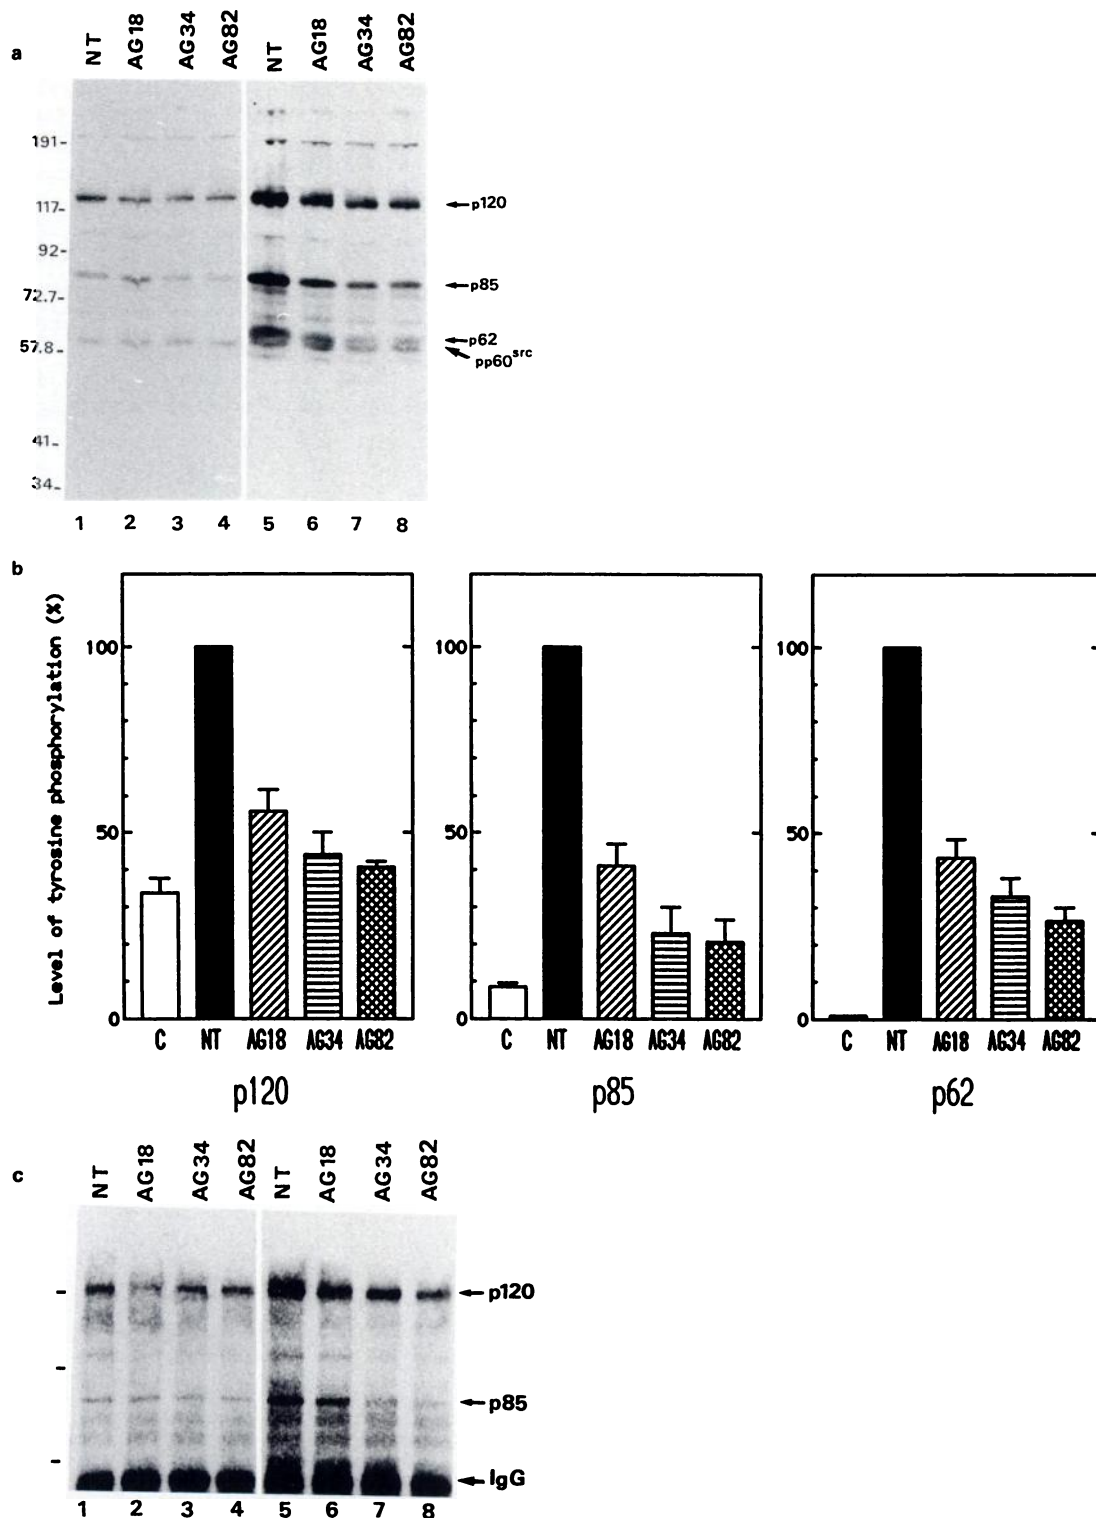 a
NT AG18 AG34 AG82 NT AG18 AG34 AG82
191-
117-
92-
72.7-
57.8-
41-
34-
p120
p85
p62
pp60src
1 2 3 4 5 6 7 8
b
Level of tyrosine phosphorylation (%)
100 100 100
50 50 50
0 0 0
C NT AG18 AG34 AG82 C NT AG18 AG34 AG82 C NT AG18 AG34 AG82
p120 p85 p62
c
NT AG18 AG34 AG82 NT AG18 AG34 AG82
p120
p85
IgG
1 2 3 4 5 6 7 8